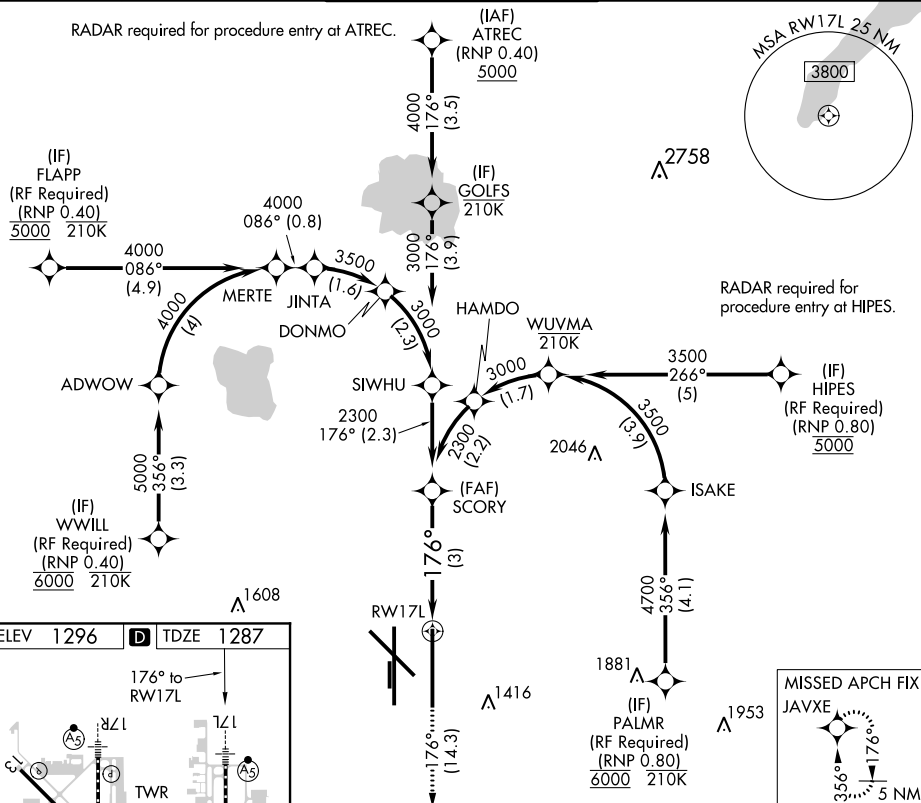 RADAR required for procedure entry at ATREC.
(IAF)
ATREC
(RNP 0.40)
5000
MSA RW17L 25 NM
3800
4000
176°
(3.5)
2758
(IF)
FLAPP
(RF Required)
(RNP 0.40)
5000 210K
(IF)
GOLFS
210K
4000
086° (0.8)
4000
086°
(4.9)
3000
176°
(3.9)
3500
(1.6)
MERTE
JINTA
DONMO
4000
(4)
3000
(2.3)
HAMDO
WUVMA
210K
RADAR required for
procedure entry at HIPES.
3500
266°
(5)
(IF)
HIPES
(RF Required)
(RNP 0.80)
5000
ADWOW
SIWHU
3000
(1.7)
3500
(3.9)
2300
176° (2.3)
2300
(2.2)
2046
5000
356°
(3.3)
(FAF)
SCORY
ISAKE
(IF)
WWILL
(RF Required)
(RNP 0.40)
6000 210K
176°
(3)
4700
356°
(4.1)
1608
RW17L
ELEV 1296 D TDZE 1287
176° to
RW17L
1881
1416
(IF)
PALMR
(RF Required)
(RNP 0.80)
6000 210K
1953
MISSED APCH FIX
JAVXE
356°
176°
5 NM
176°
(14.3)
17R
17L
A5
A5
13
P
P
TWR